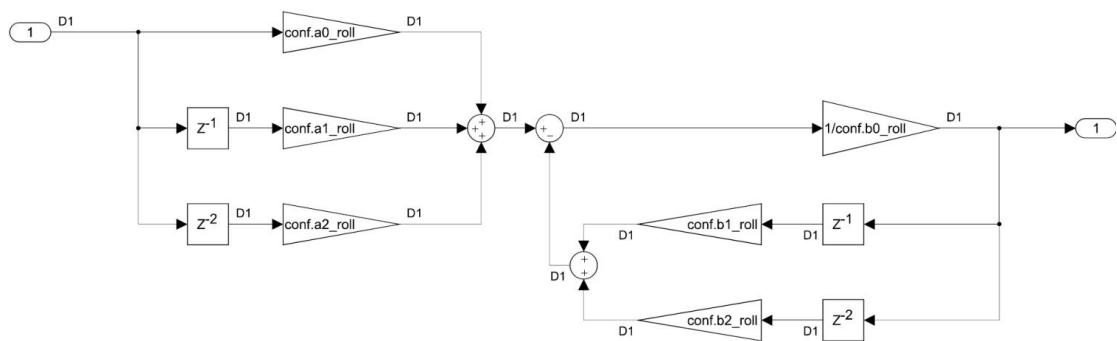 D1
1
conf.a0_roll
D1
Z-1
D1
conf.a1_roll
D1
+
+
+
D1
+
-
D1
1/conf.b0_roll
D1
1
Z-2
D1
conf.a2_roll
D1
D1
conf.b1_roll
D1
Z-1
+
+
D1
D1
conf.b2_roll
D1
Z-2